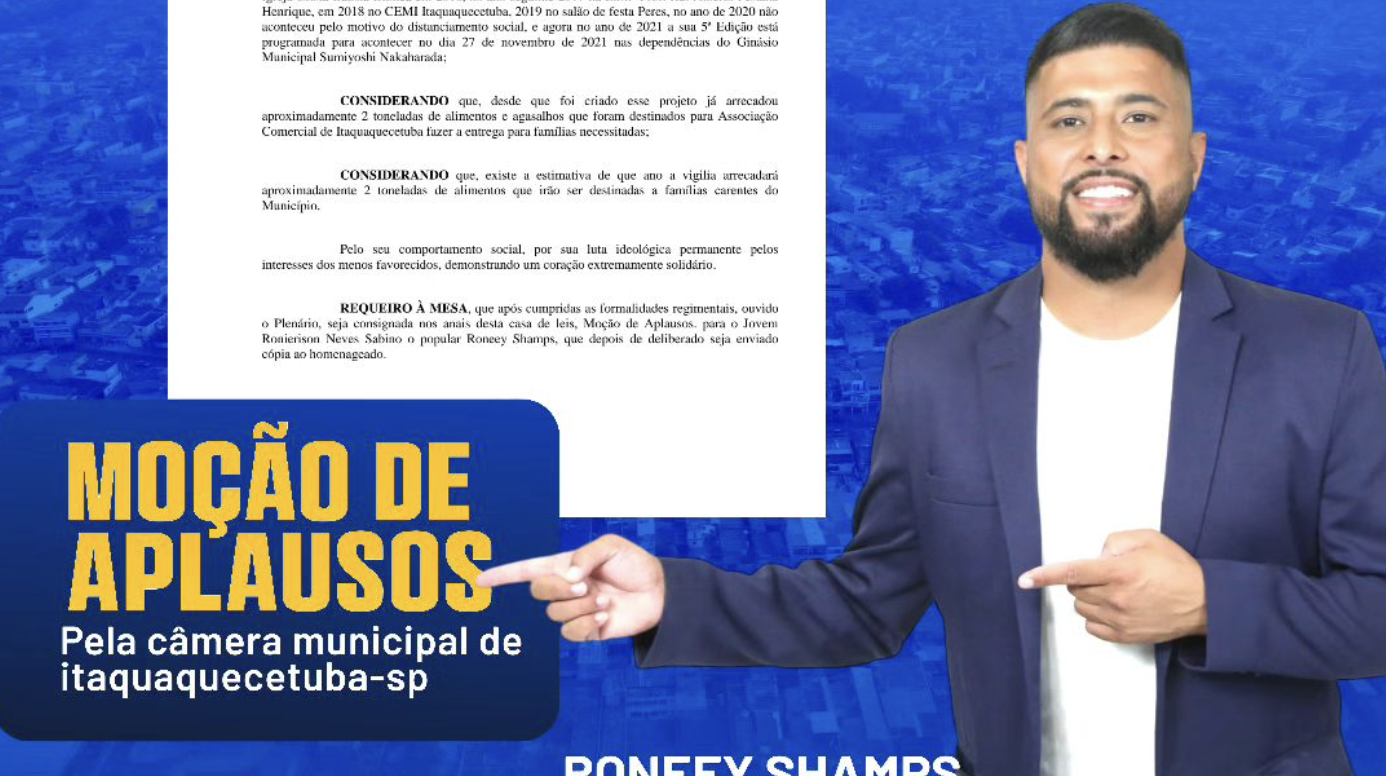 Henrique, em 2018 no CEMI Itaquaquecetuba, 2019 no salão de festa Peres, no ano de 2020 não
aconteceu pelo motivo do distanciamento social, e agora no ano de 2021 a sua 5ª Edição está
programada para acontecer no dia 27 de novembro de 2021 nas dependências do Ginásio
Municipal Sumiyoshi Nakaharada;
CONSIDERANDO que, desde que foi criado esse projeto já arrecadou
aproximadamente 2 toneladas de alimentos e agasalhos que foram destinados para Associação
Comercial de Itaquaquecetuba fazer a entrega para famílias necessitadas;
CONSIDERANDO que, existe a estimativa de que ano a vigilia arrecadará
aproximadamente 2 toneladas de alimentos que irão ser destinadas a famílias carentes do
Município.
Pelo seu comportamento social, por sua luta ideológica permanente pelos
interesses dos menos favorecidos, demonstrando um coração extremamente solidário.
REQUEIRO À MESA, que após cumpridas as formalidades regimentais, ouvido
o Plenário, seja consignada nos anais desta casa de leis, Moção de Aplausos. para o Jovem
Ronierison Neves Sabino o popular Roneey Shamps, que depois de deliberado seja enviado
cópia ao homenageado.
MOÇÃO DE
APLAUSOS
Pela câmera municipal de
itaquaquecetuba-sp
RONEEY SHAMPS